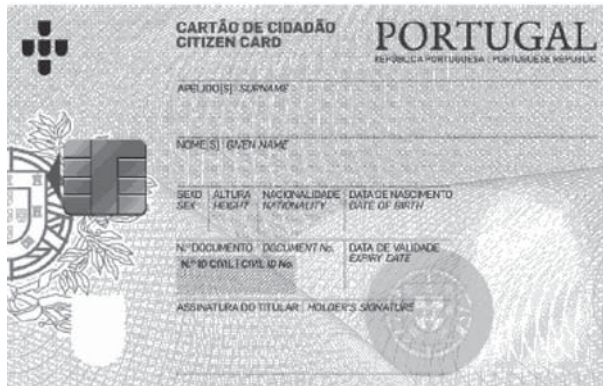 CARTÃO DE CIDADÃO
CITIZEN CARD
PORTUGAL
REPÚBLICA PORTUGUESA | PORTUGUESE REPUBLIC
APELIDO(S) SURNAME
NOME(S) GIVEN NAME
SEXO ALTURA NACIONALIDADE DATA DE NASCIMENTO
SEX HEIGHT NATIONALITY DATE OF BIRTH
N.º DOCUMENTO DOCUMENT No. DATA DE VALIDADE
N.º ID CIVIL | CIVIL ID No. EXPIRY DATE
ASSINATURA DO TITULAR | HOLDER'S SIGNATURE